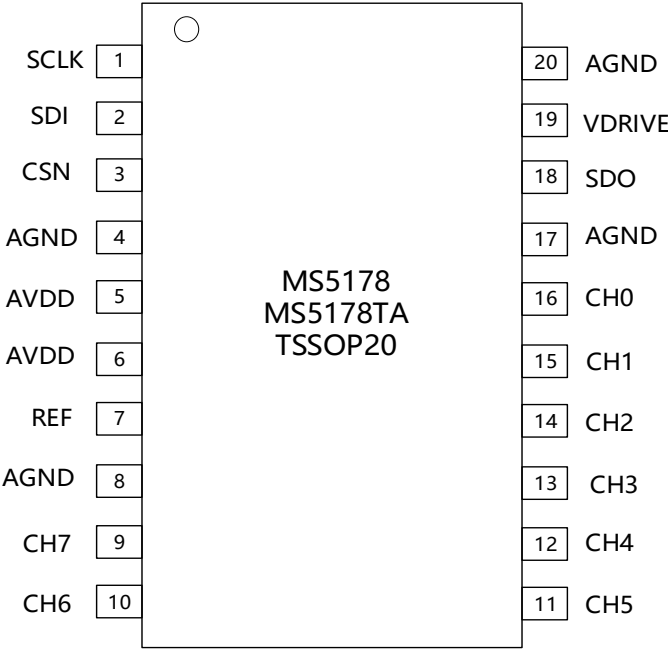 SCLK 1
SDI 2
CSN 3
AGND 4
AVDD 5
AVDD 6
REF 7
AGND 8
CH7 9
CH6 10
MS5178
MS5178TA
TSSOP20
20 AGND
19 VDRIVE
18 SDO
17 AGND
16 CH0
15 CH1
14 CH2
13 CH3
12 CH4
11 CH5